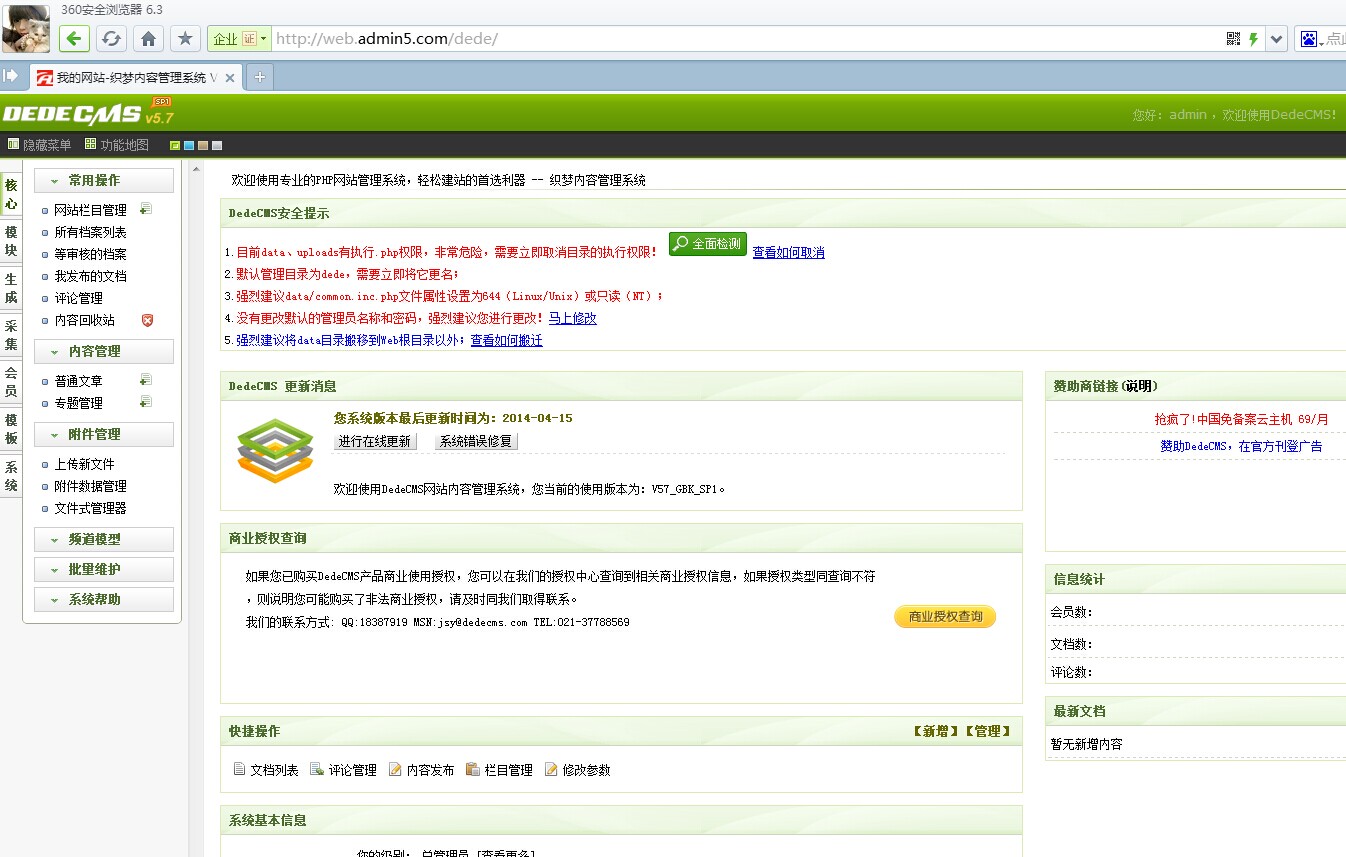 360安全浏览器 6.3
企业 证 http://web.admin5.com/dede/
我的网站-织梦内容管理系统 V
DEDECMS v5.7 SP1
您好：admin ，欢迎使用DedeCMS!
隐藏菜单 功能地图
核心
模块
生成
采集
会员
模板
系统
常用操作
网站栏目管理
所有档案列表
等审核的档案
我发布的文档
评论管理
内容回收站
内容管理
普通文章
专题管理
附件管理
上传新文件
附件数据管理
文件式管理器
频道模型
批量维护
系统帮助
欢迎使用专业的PHP网站管理系统，轻松建站的首选利器 -- 织梦内容管理系统
DedeCMS安全提示
1.目前data、uploads有执行.php权限，非常危险，需要立即取消目录的执行权限！ 全面检测 查看如何取消
2.默认管理目录为dede，需要立即将它更名；
3.强烈建议data/common.inc.php文件属性设置为644（Linux/Unix）或只读（NT）；
4.没有更改默认的管理员名称和密码，强烈建议您进行更改！马上修改
5.强烈建议将data目录搬移到Web根目录以外；查看如何搬迁
DedeCMS 更新消息
您系统版本最后更新时间为：2014-04-15
进行在线更新 系统错误修复
欢迎使用DedeCMS网站内容管理系统，您当前的使用版本为：V57_GBK_SP1。
商业授权查询
如果您已购买DedeCMS产品商业使用授权，您可以在我们的授权中心查询到相关商业授权信息，如果授权类型同查询不符
，则说明您可能购买了非法商业授权，请及时同我们取得联系。
我们的联系方式: QQ:18387919 MSN:jsy@dedecms.com TEL:021-37788569
商业授权查询
快捷操作 【新增】【管理】
文档列表 评论管理 内容发布 栏目管理 修改参数
系统基本信息
您的级别： 总管理员 [查看更多]
赞助商链接(说明)
抢疯了!中国免备案云主机 69/月
赞助DedeCMS，在官方刊登广告
信息统计
会员数：
文档数：
评论数：
最新文档
暂无新增内容